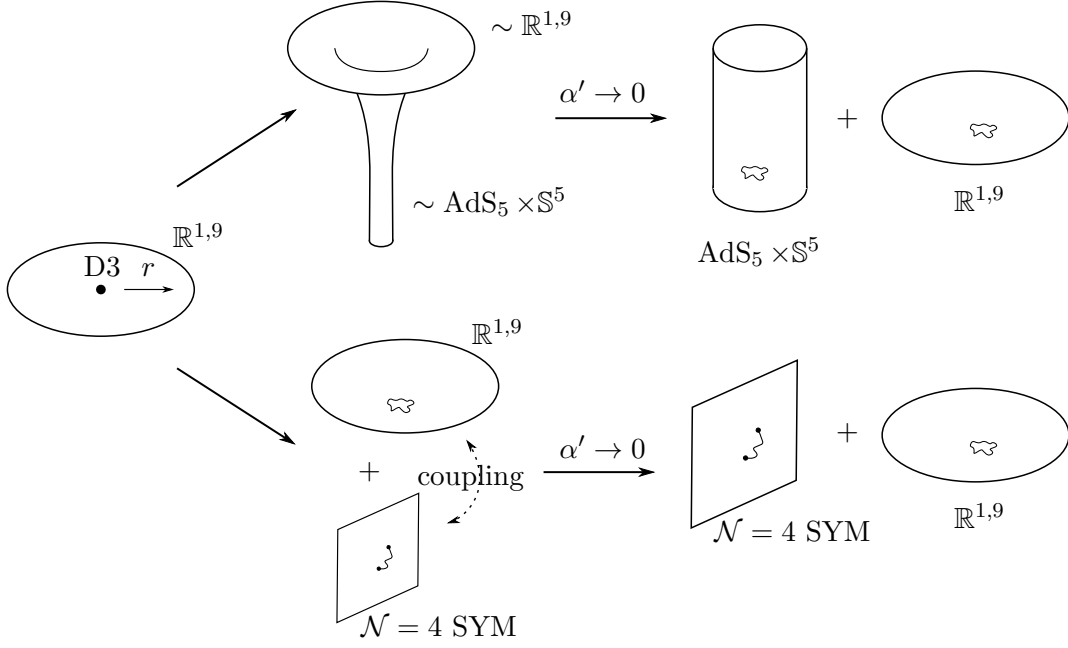 ∼ ℝ^{1,9}
α′ → 0
+
∼ AdS₅ ×𝕊⁵
ℝ^{1,9}
AdS₅ ×𝕊⁵
ℝ^{1,9}
D3 r
ℝ^{1,9}
+
coupling
α′ → 0
+
𝒩 = 4 SYM
ℝ^{1,9}
𝒩 = 4 SYM